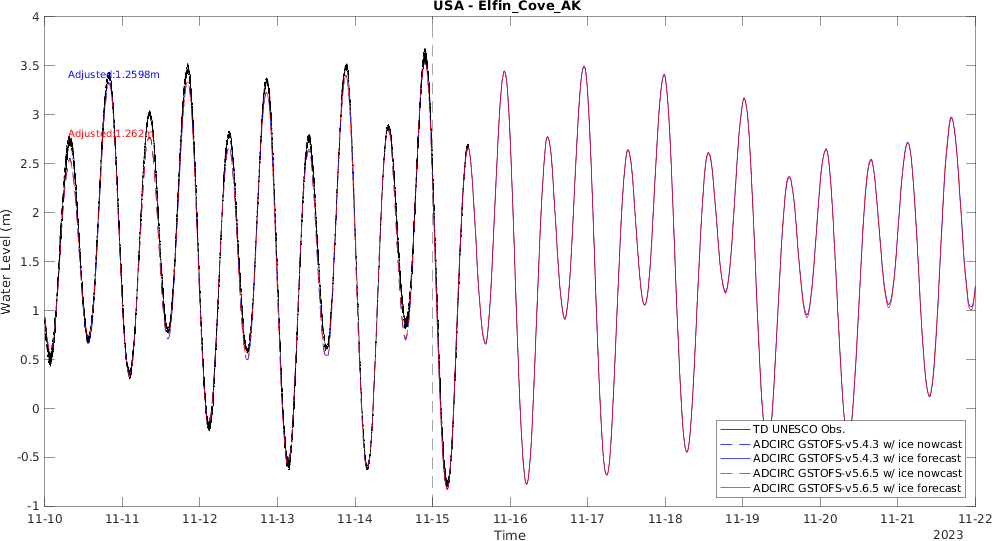 USA - Elfin_Cove_AK
4
3.5
3
2.5
2
1.5
1
0.5
0
-0.5
-1
Water Level (m)
Adjusted:1.2598m
Adjusted:1.262m
TD UNESCO Obs.
ADCIRC GSTOFS-v5.4.3 w/ ice nowcast
ADCIRC GSTOFS-v5.4.3 w/ ice forecast
ADCIRC GSTOFS-v5.6.5 w/ ice nowcast
ADCIRC GSTOFS-v5.6.5 w/ ice forecast
11-10 11-11 11-12 11-13 11-14 11-15 11-16 11-17 11-18 11-19 11-20 11-21 11-22
Time
2023